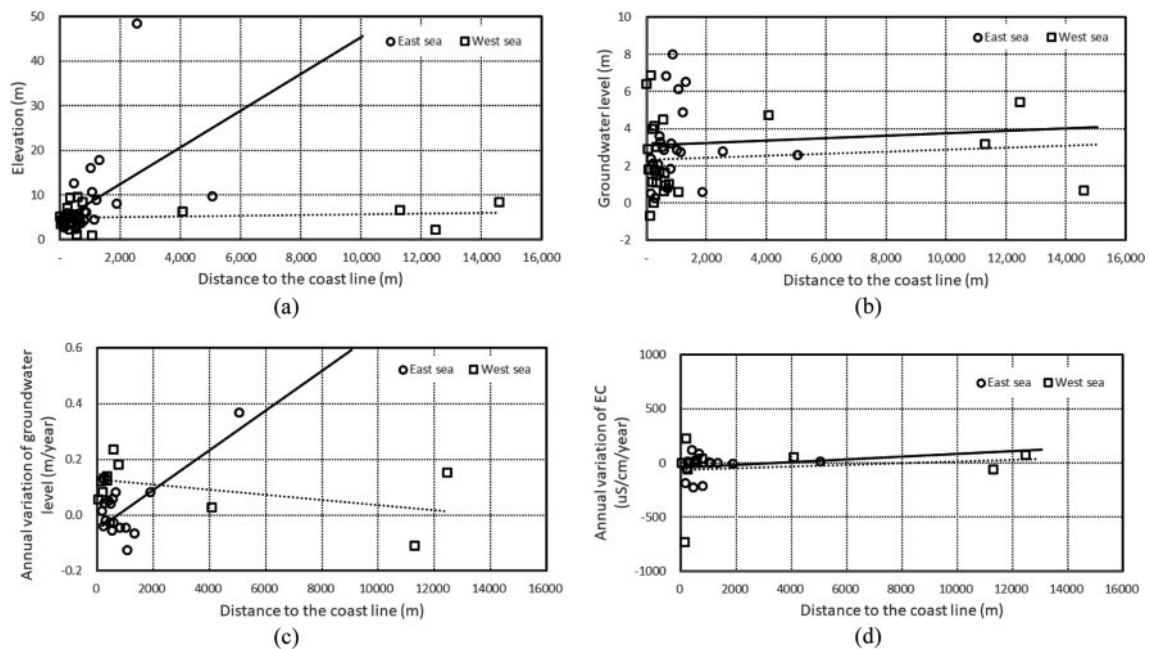 50
40
30
20
10
0
Elevation (m)
East sea West sea
- 2,000 4,000 6,000 8,000 10,000 12,000 14,000 16,000
Distance to the coast line (m)
(a)
10
8
6
4
2
0
-2
Groundwater level (m)
East sea West sea
- 2,000 4,000 6,000 8,000 10,000 12,000 14,000 16,000
Distance to the coast line (m)
(b)
0.6
0.4
0.2
0.0
-0.2
Annual variation of groundwater
level (m/year)
East sea West sea
0 2000 4000 6000 8000 10000 12000 14000 16000
Distance to the coast line (m)
(c)
1000
500
0
-500
-1000
Annual variation of EC
(uS/cm/year)
East sea West sea
0 2000 4000 6000 8000 10000 12000 14000 16000
Distance to the coast line (m)
(d)